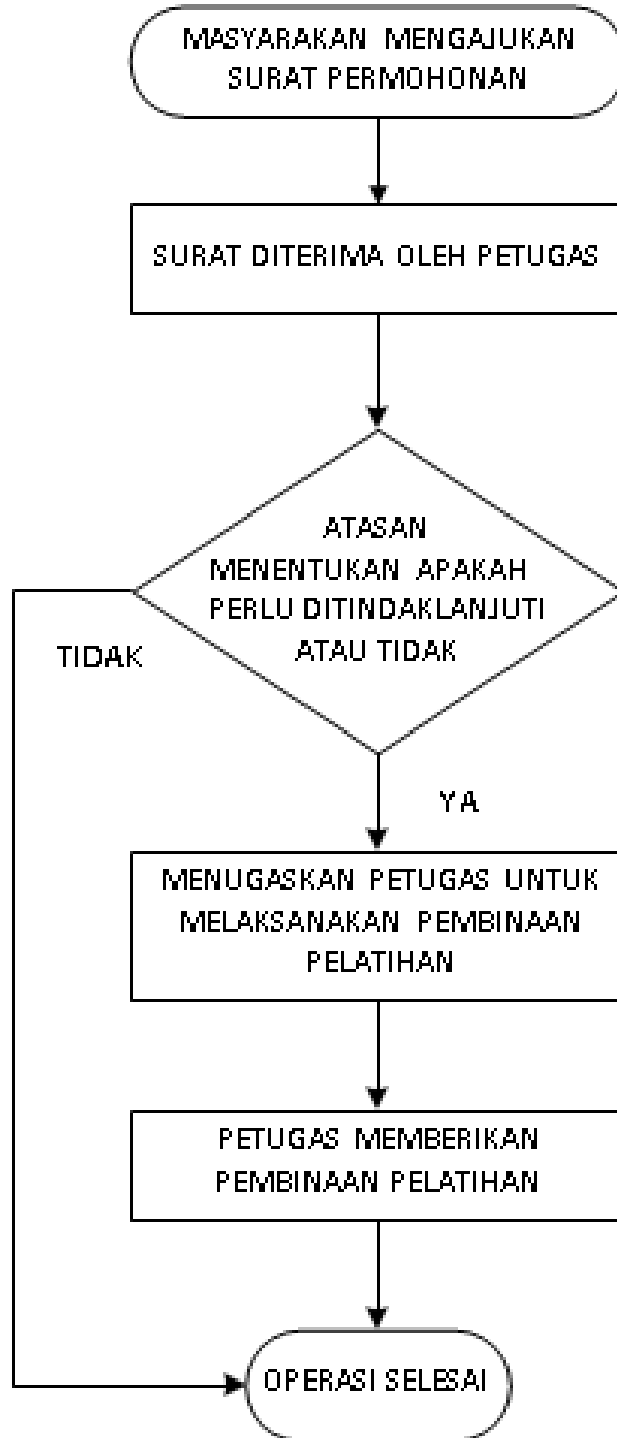 MASYARAKAN MENGAJUKAN
SURAT PERMOHONAN
SURAT DITERIMA OLEH PETUGAS
ATASAN
MENENTUKAN APAKAH
PERLU DITINDAKLANJUTI
ATAU TIDAK
TIDAK
YA
MENUGASKAN PETUGAS UNTUK
MELAKSANAKAN PEMBINAAN
PELATIHAN
PETUGAS MEMBERIKAN
PEMBINAAN PELATIHAN
OPERASI SELESAI